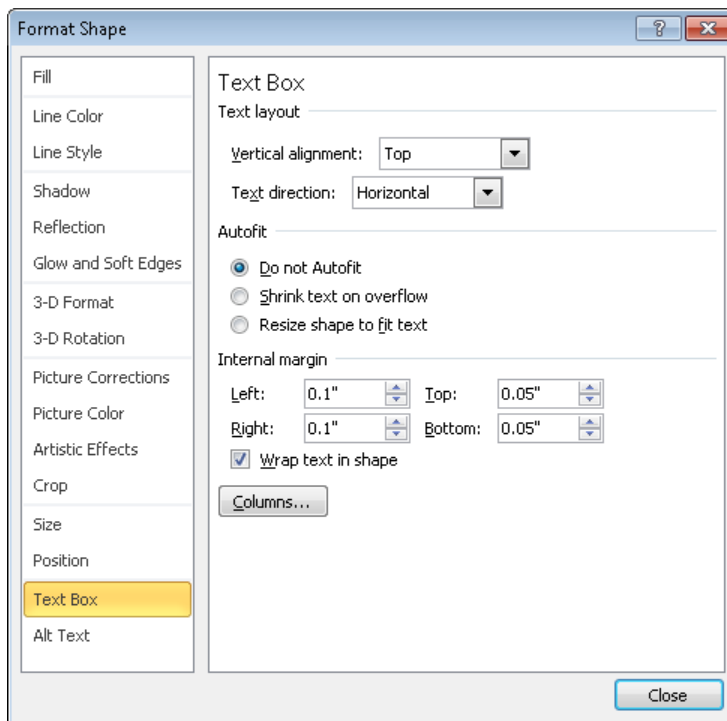 Format Shape
?
Fill
Line Color
Line Style
Shadow
Reflection
Glow and Soft Edges
3-D Format
3-D Rotation
Picture Corrections
Picture Color
Artistic Effects
Crop
Size
Position
Text Box
Alt Text
Text Box
Text layout
Vertical alignment: Top
Text direction: Horizontal
Autofit
Do not Autofit
Shrink text on overflow
Resize shape to fit text
Internal margin
Left: 0.1" Top: 0.05"
Right: 0.1" Bottom: 0.05"
Wrap text in shape
Columns...
Close